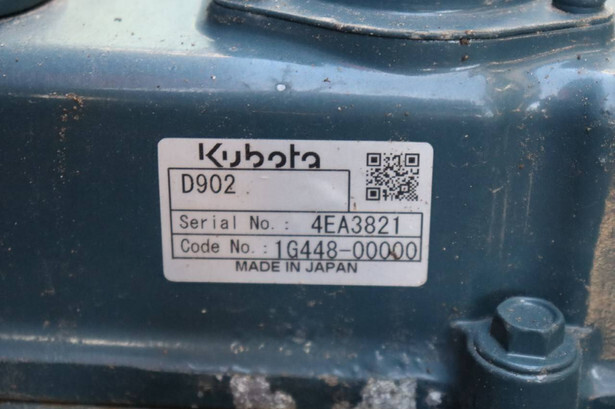 Kubota
D902
Serial No.: 4EA3821
Code No.: 1G448-00000
MADE IN JAPAN